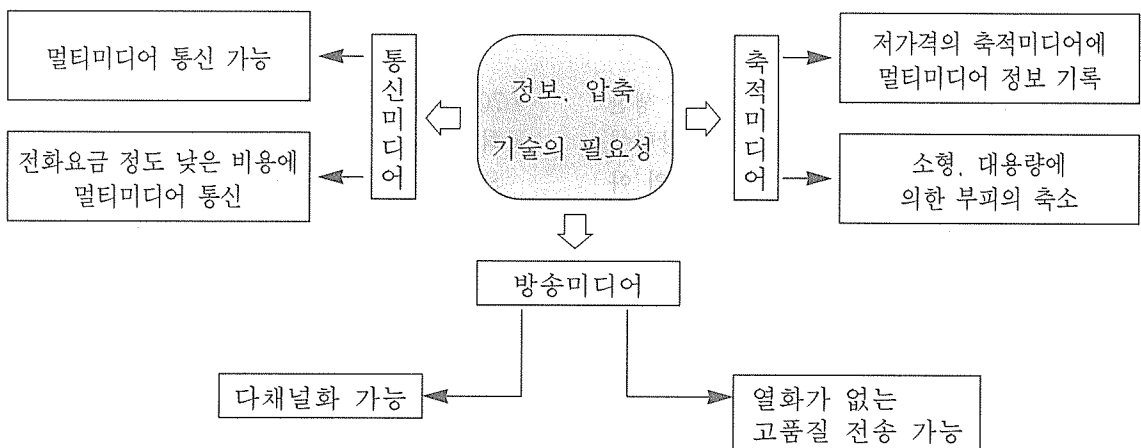 멀티미디어 통신 가능
전화요금 정도 낮은 비용에
멀티미디어 통신
통신미디어
정보, 압축
기술의 필요성
축적미디어
저가격의 축적미디어에
멀티미디어 정보 기록
소형, 대용량에
의한 부피의 축소
방송미디어
다채널화 가능
열화가 없는
고품질 전송 가능